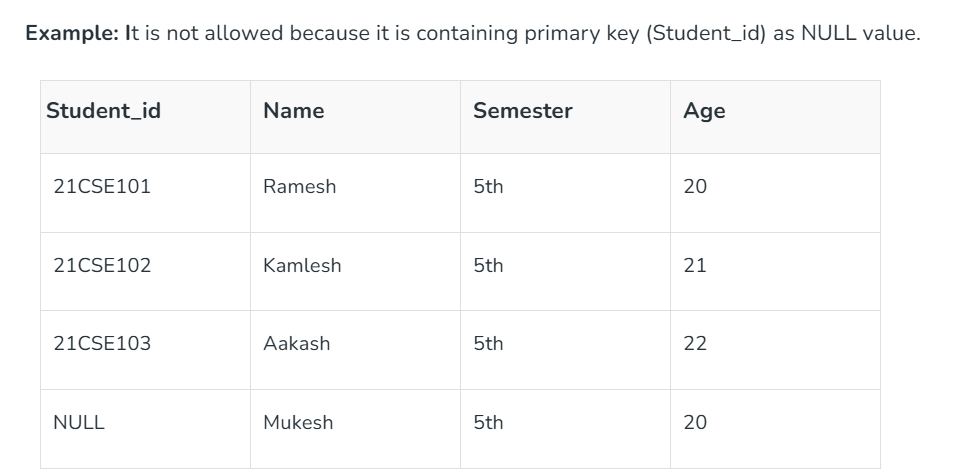 Example: It is not allowed because it is containing primary key (Student_id) as NULL value.
Student_id Name Semester Age
21CSE101 Ramesh 5th 20
21CSE102 Kamlesh 5th 21
21CSE103 Aakash 5th 22
NULL Mukesh 5th 20